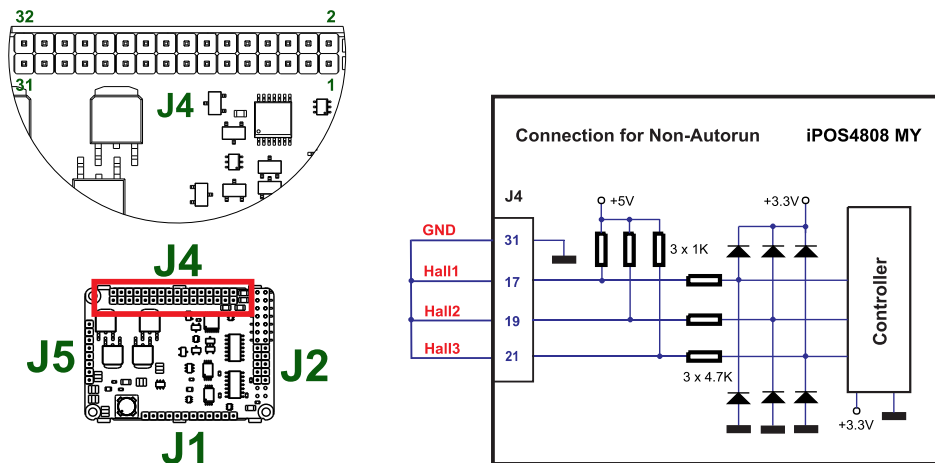 32 2
31 1
J4
J4
J5
J2
J1
Connection for Non-Autorun iPOS4808 MY
J4
+5V
+3.3V
GND
31
3 x 1K
Hall1
17
Hall2
19
Hall3
21
3 x 4.7K
Controller
+3.3V